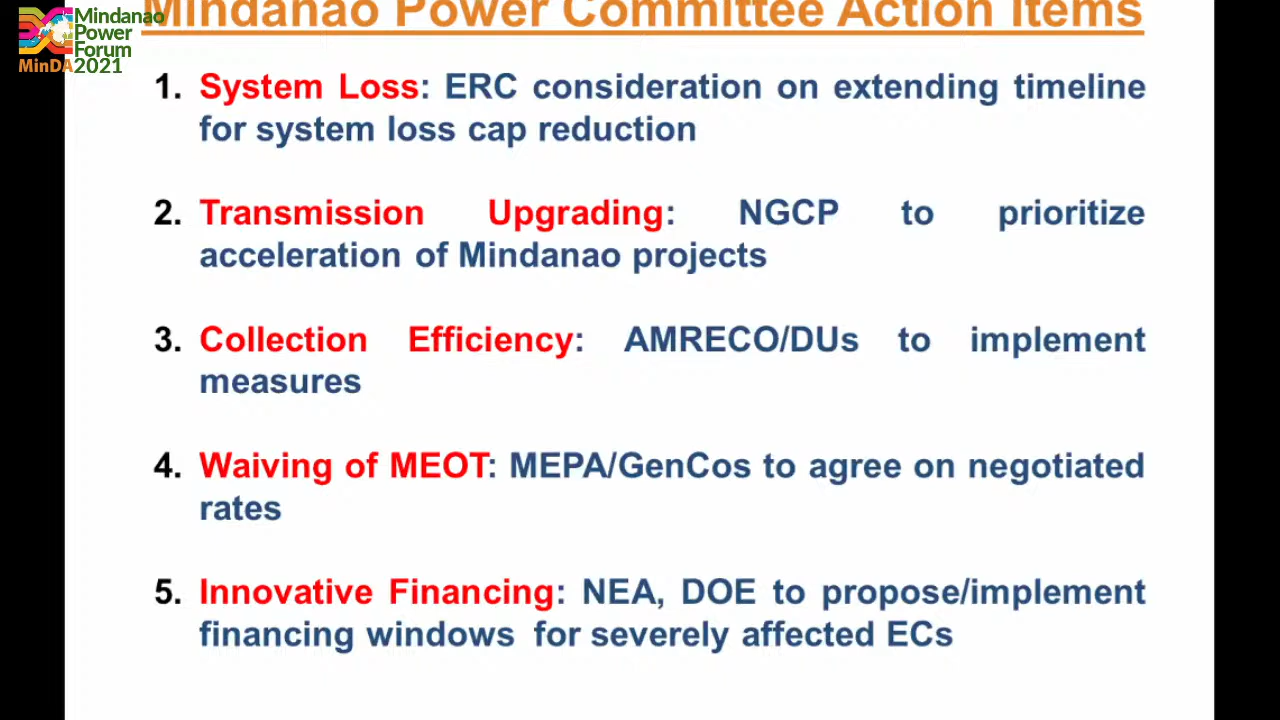 Mindanao Power Committee Action Items
Mindanao
Power
Forum
MinDA2021
1. System Loss: ERC consideration on extending timeline
for system loss cap reduction
2. Transmission Upgrading: NGCP to prioritize
acceleration of Mindanao projects
3. Collection Efficiency: AMRECO/DUs to implement
measures
4. Waiving of MEOT: MEPA/GenCos to agree on negotiated
rates
5. Innovative Financing: NEA, DOE to propose/implement
financing windows for severely affected ECs